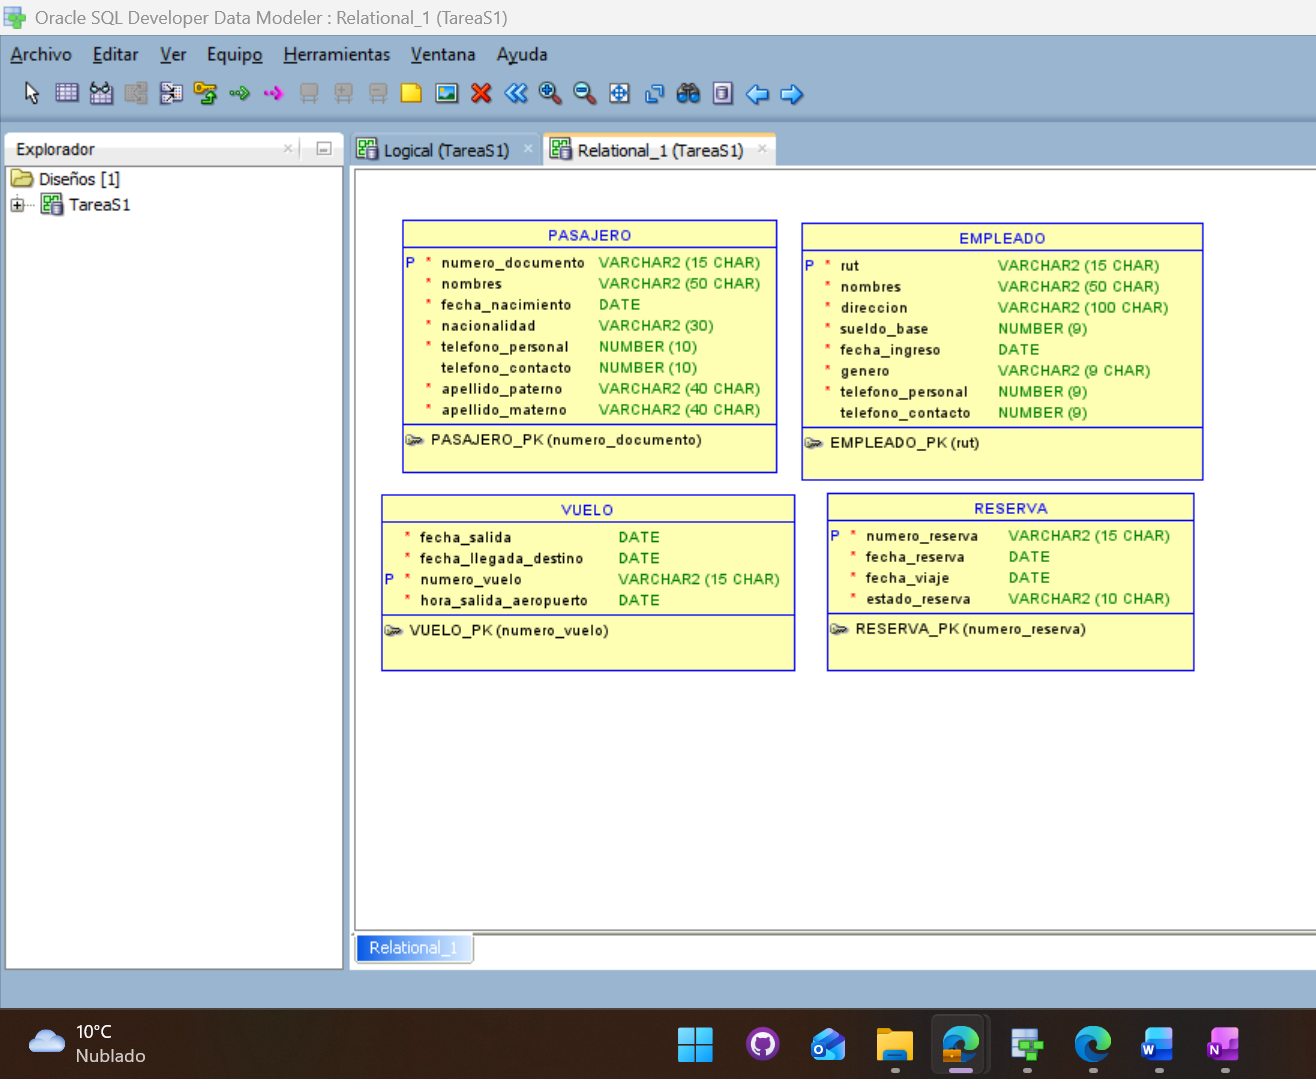 Oracle SQL Developer Data Modeler : Relational_1 (TareaS1)
Archivo Editar Ver Equipo Herramientas Ventana Ayuda
Explorador
Diseños [1]
TareaS1
Logical (TareaS1)
Relational_1 (TareaS1)
PASAJERO
P * numero_documento VARCHAR2 (15 CHAR)
* nombres VARCHAR2 (50 CHAR)
* fecha_nacimiento DATE
* nacionalidad VARCHAR2 (30)
* telefono_personal NUMBER (10)
telefono_contacto NUMBER (10)
* apellido_paterno VARCHAR2 (40 CHAR)
* apellido_materno VARCHAR2 (40 CHAR)
PASAJERO_PK (numero_documento)
EMPLEADO
P * rut VARCHAR2 (15 CHAR)
* nombres VARCHAR2 (50 CHAR)
* direccion VARCHAR2 (100 CHAR)
* sueldo_base NUMBER (9)
* fecha_ingreso DATE
* genero VARCHAR2 (9 CHAR)
* telefono_personal NUMBER (9)
telefono_contacto NUMBER (9)
EMPLEADO_PK (rut)
VUELO
* fecha_salida DATE
* fecha_llegada_destino DATE
P * numero_vuelo VARCHAR2 (15 CHAR)
* hora_salida_aeropuerto DATE
VUELO_PK (numero_vuelo)
RESERVA
P * numero_reserva VARCHAR2 (15 CHAR)
* fecha_reserva DATE
* fecha_viaje DATE
* estado_reserva VARCHAR2 (10 CHAR)
RESERVA_PK (numero_reserva)
Relational_1
10°C
Nublado